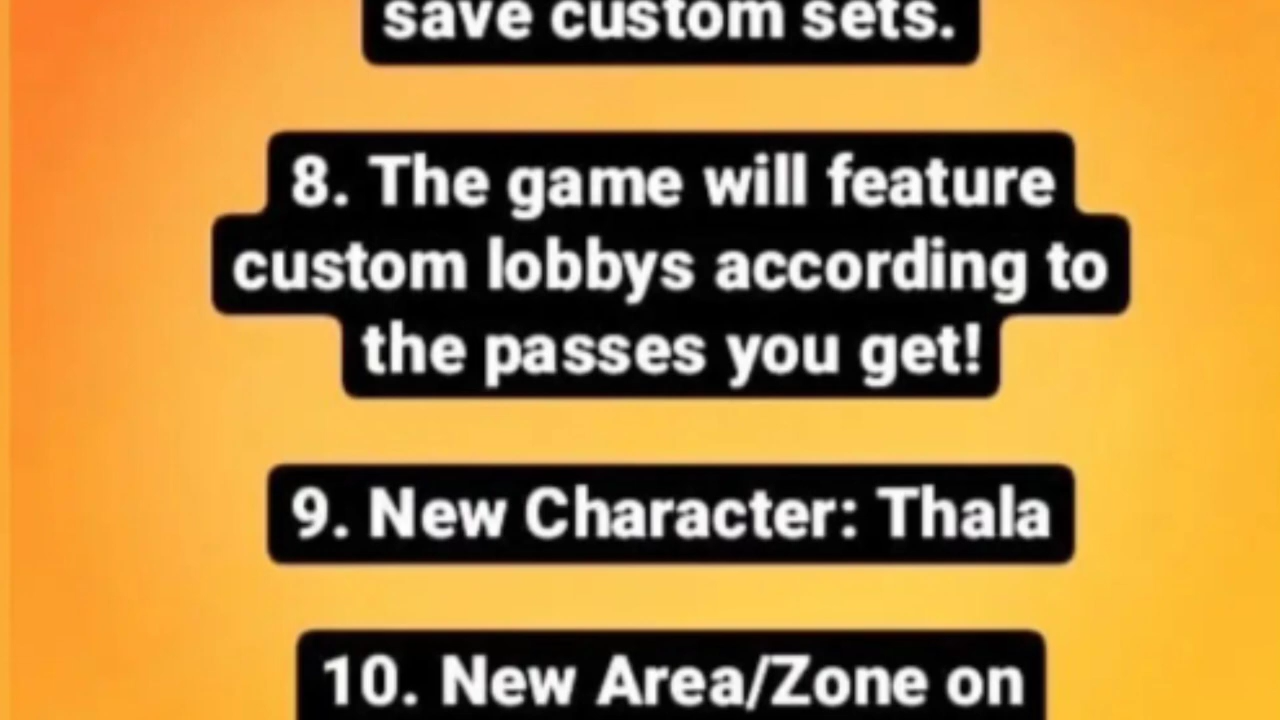 save custom sets.
8. The game will feature
custom lobbys according to
the passes you get!
9. New Character: Thala
10. New Area/Zone on